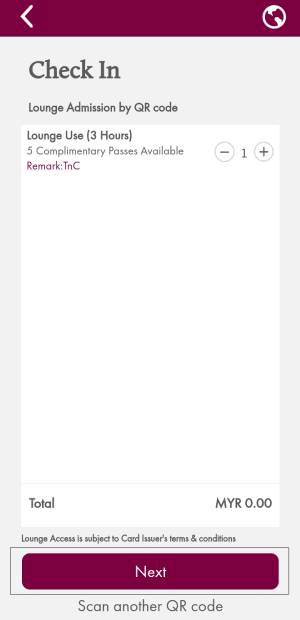 Check In
Lounge Admission by QR code
Lounge Use (3 Hours)
5 Complimentary Passes Available
1
Remark:TnC
Total MYR 0.00
Lounge Access is subject to Card Issuer's terms & conditions
Next
Scan another QR code